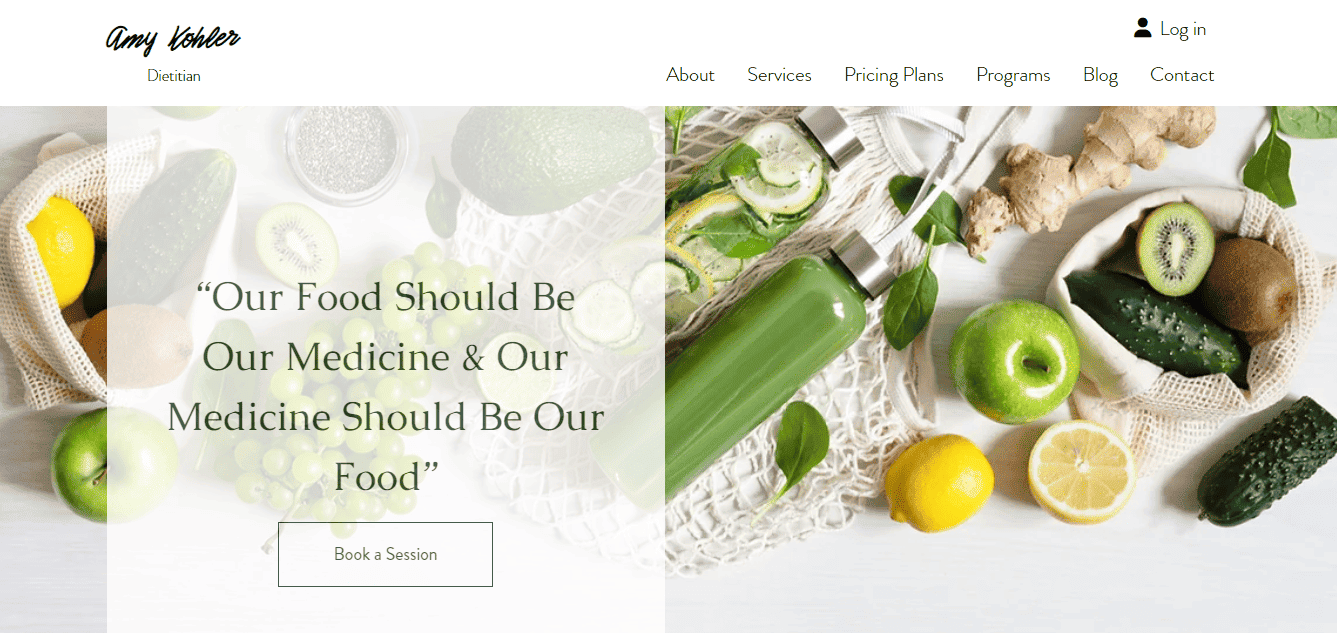 Amy Kohler
Dietitian
Log in
About Services Pricing Plans Programs Blog Contact
“Our Food Should Be
Our Medicine & Our
Medicine Should Be Our
Food”
Book a Session